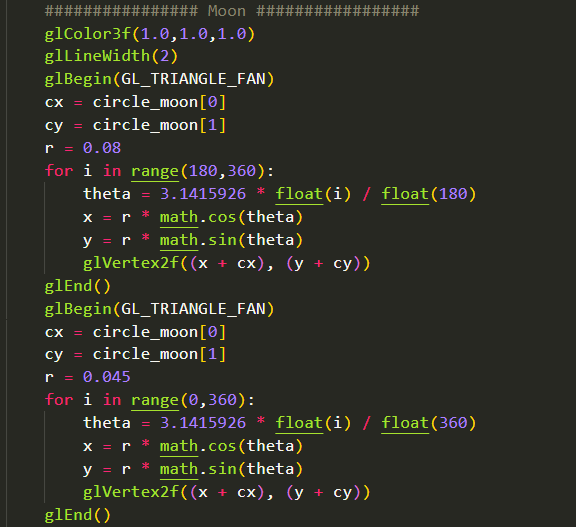 ################ Moon #################
glColor3f(1.0,1.0,1.0)
glLineWidth(2)
glBegin(GL_TRIANGLE_FAN)
cx = circle_moon[0]
cy = circle_moon[1]
r = 0.08
for i in range(180,360):
    theta = 3.1415926 * float(i) / float(180)
    x = r * math.cos(theta)
    y = r * math.sin(theta)
    glVertex2f((x + cx), (y + cy))
glEnd()
glBegin(GL_TRIANGLE_FAN)
cx = circle_moon[0]
cy = circle_moon[1]
r = 0.045
for i in range(0,360):
    theta = 3.1415926 * float(i) / float(360)
    x = r * math.cos(theta)
    y = r * math.sin(theta)
    glVertex2f((x + cx), (y + cy))
glEnd()